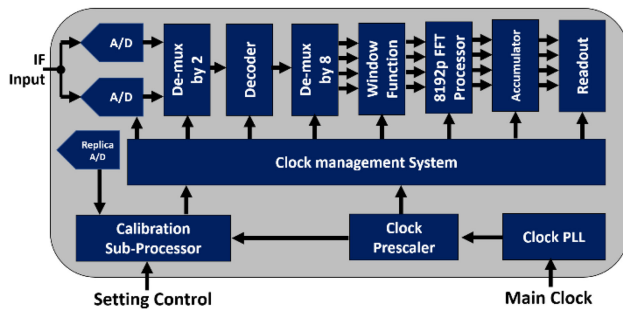 IF
Input
A/D
A/D
De-mux
by 2
Decoder
De-mux
by 8
Window
Function
8192p FFT
Processor
Accumulator
Readout
Replica
A/D
Clock management System
Calibration
Sub-Processor
Clock
Prescaler
Clock PLL
Setting Control
Main Clock